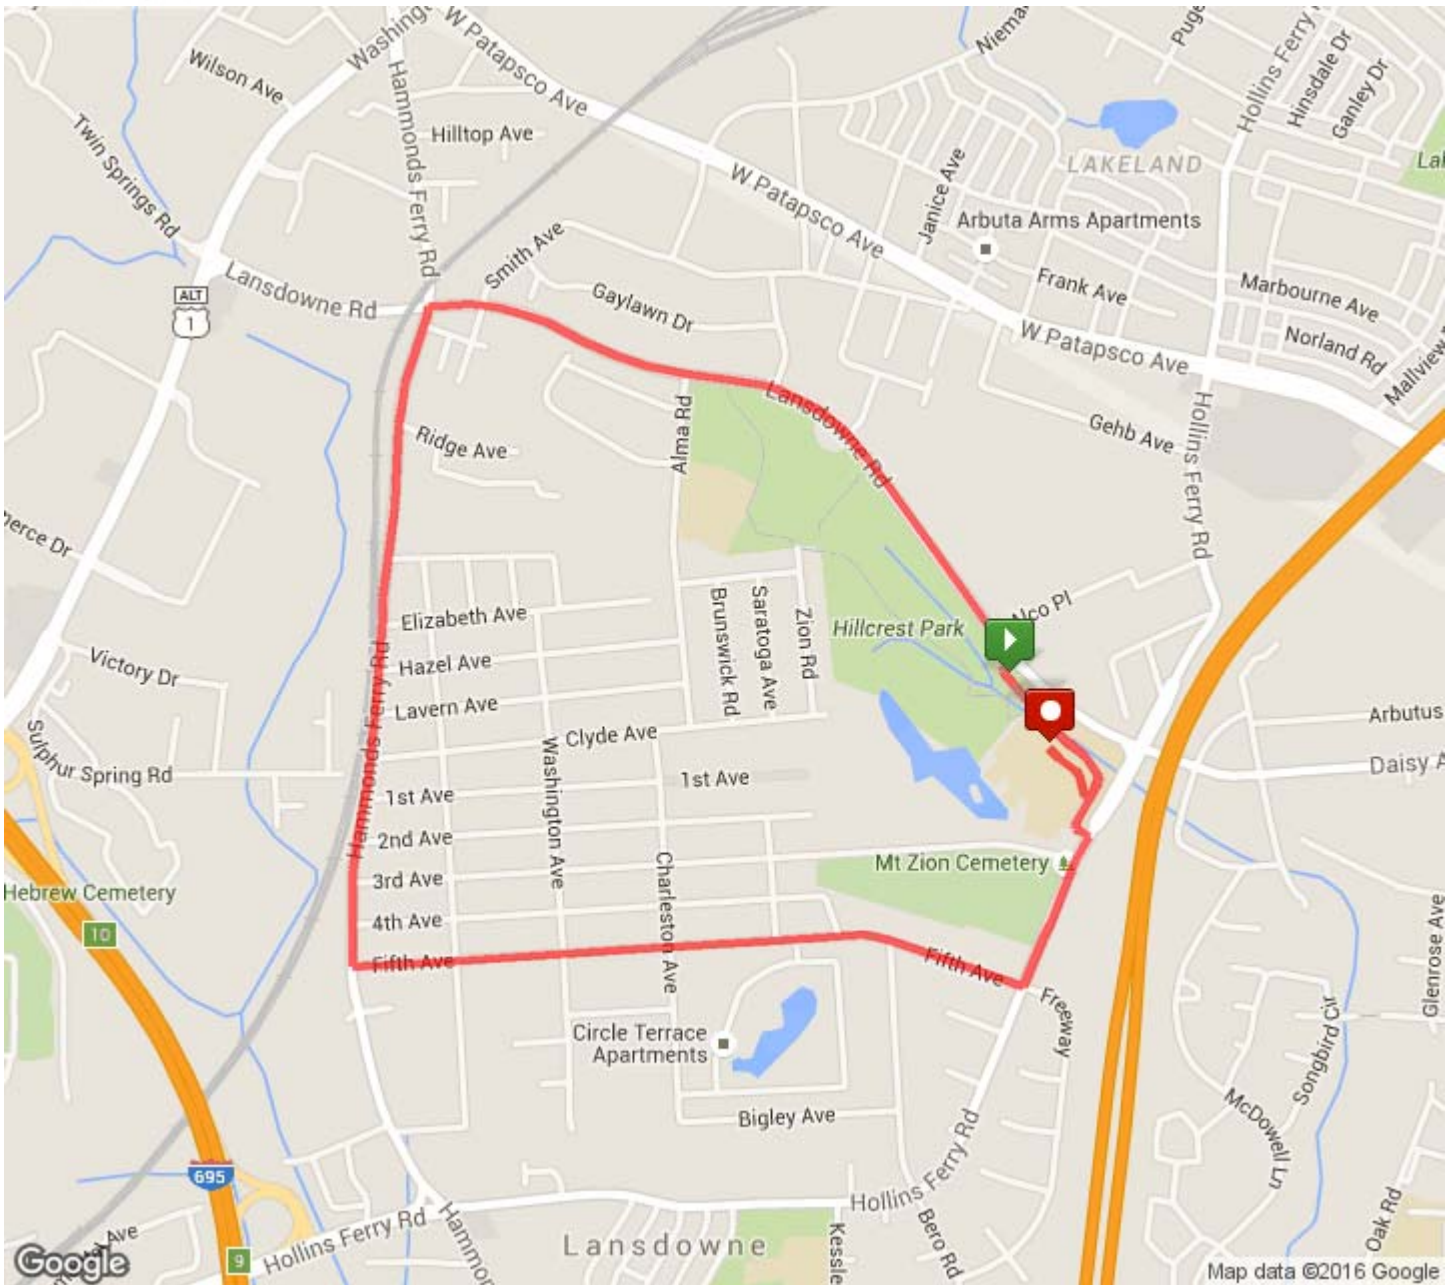 Washing
W Patapsco Ave
Niema
Puge
Hollins Ferry
Wilson Ave
Hammonds Ferry Rd
Hinsdale Dr
Ganley Dr
Twin Springs Rd
Hilltop Ave
LAKELAND
Lal
W Patapsco Ave
Janice Ave
Arbuta Arms Apartments
Smith Ave
Lansdowne Rd
Frank Ave
Marbourne Ave
ALT
1
Gaylawn Dr
W Patapsco Ave
Norland Rd
Mallview
Lansdowne Rd
Alma Rd
Hollins Ferry Rd
Gehb Ave
Ridge Ave
nerce Dr
Elizabeth Ave
Brunswick Rd
Saratoga Ave
Zion Rd
Hillcrest Park
Alco Pl
Victory Dr
Hazel Ave
Hammonds Ferry Rd
Lavern Ave
Sulphur Spring Rd
Clyde Ave
Washington Ave
Arbutus
1st Ave
Daisy A
1st Ave
2nd Ave
3rd Ave
Charleston Ave
Mt Zion Cemetery
Hebrew Cemetery
4th Ave
10
Fifth Ave
Fifth Ave
Freeway
Glenrose Ave
Songbird Cir
Circle Terrace
Apartments
Bigley Ave
McDowell Ln
695
Hollins Ferry Rd
Hollins Ferry Rd
Hammon
Bero Rd
Kessle
Oak Rd
Lansdowne
9
Ave
Google
Map data ©2016 Google